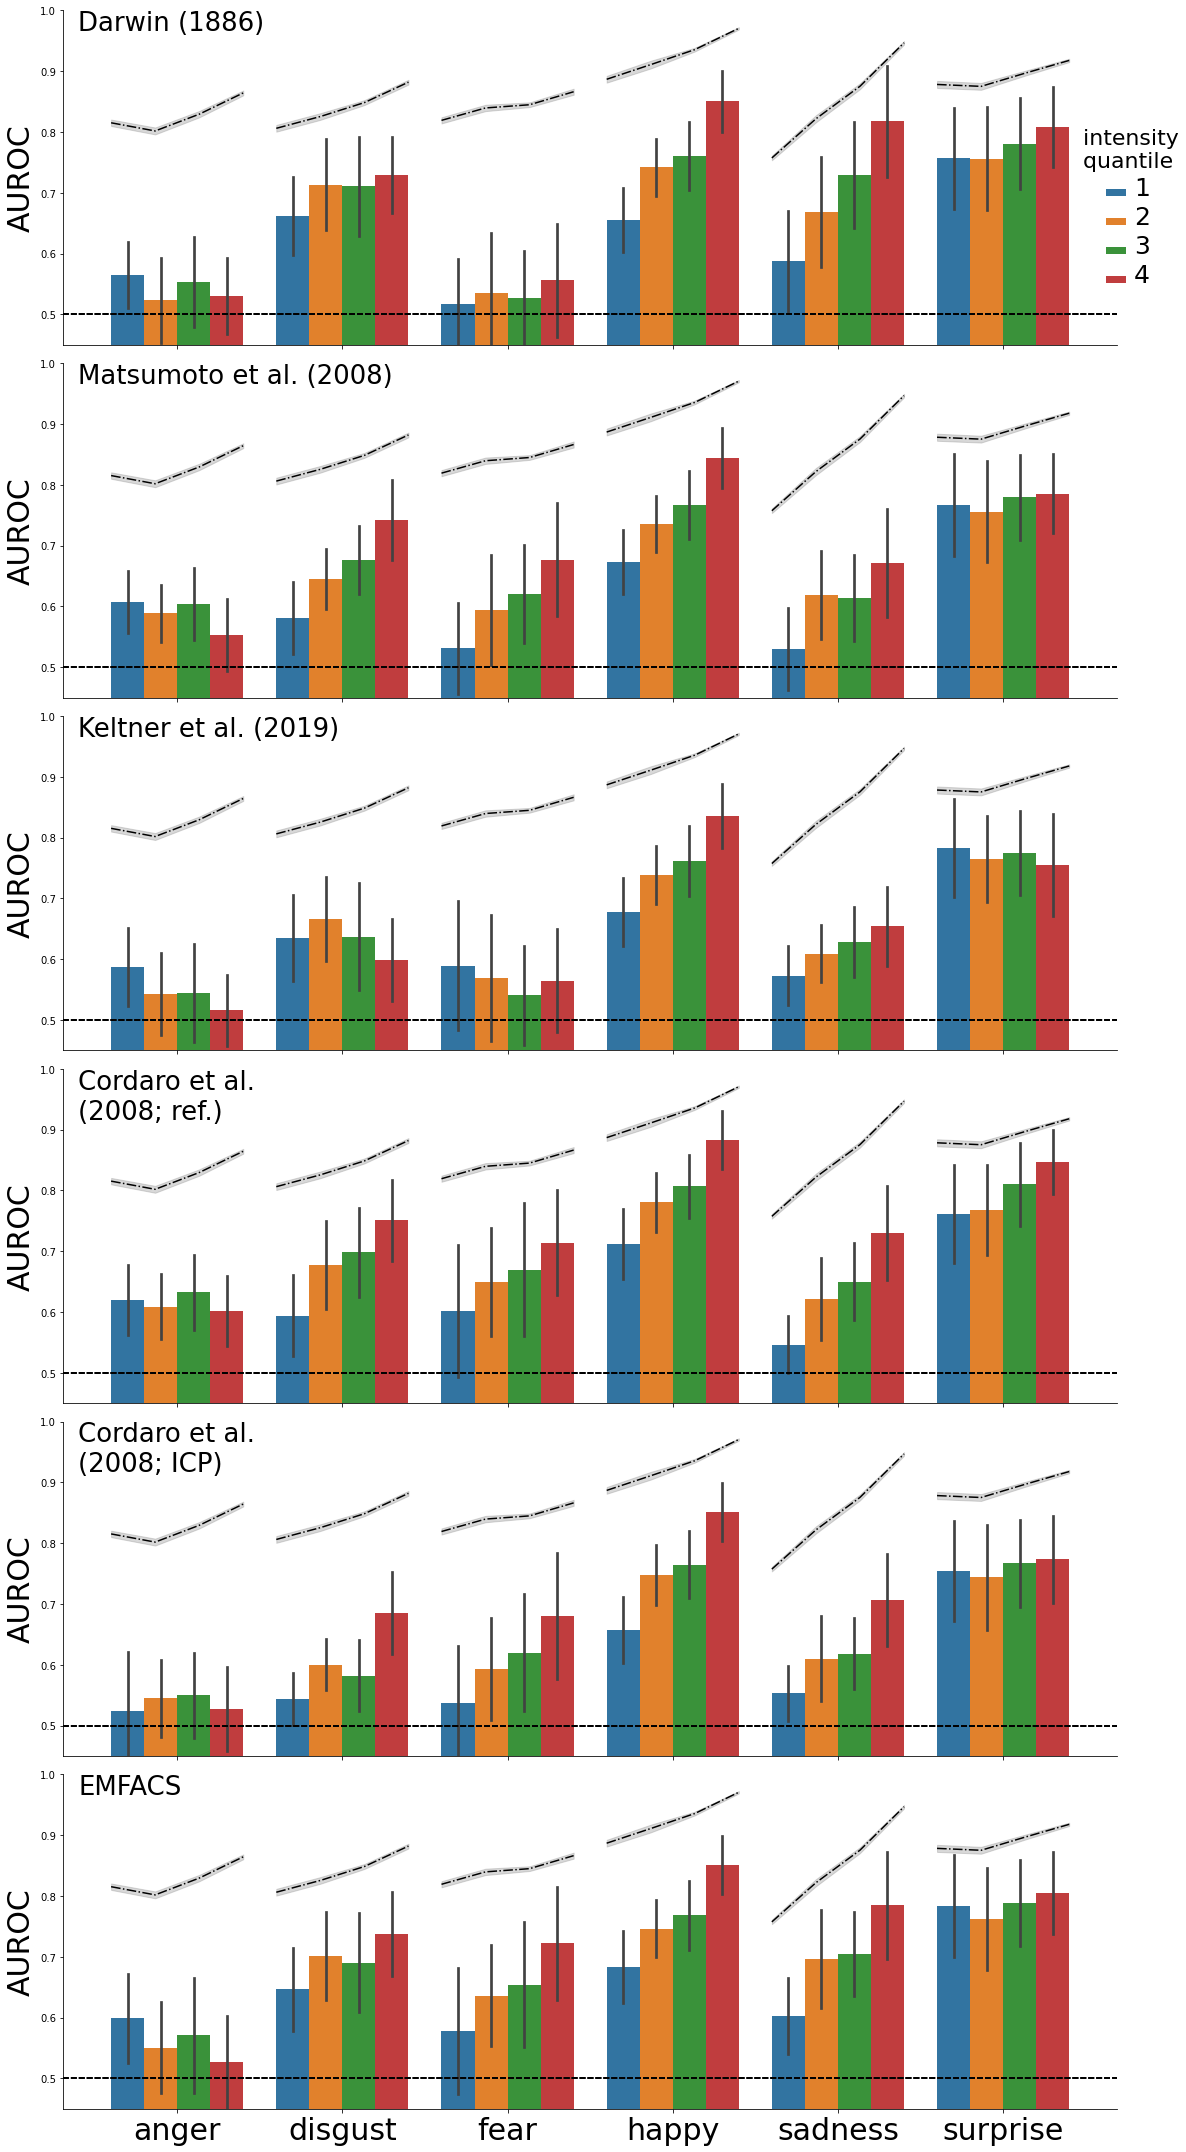 Darwin (1886)
1.0
0.9
0.8
0.7
0.6
0.5
AUROC
intensity
quantile
1
2
3
4
Matsumoto et al. (2008)
1.0
0.9
0.8
0.7
0.6
0.5
AUROC
Keltner et al. (2019)
1.0
0.9
0.8
0.7
0.6
0.5
AUROC
Cordaro et al.
(2008; ref.)
1.0
0.9
0.8
0.7
0.6
0.5
AUROC
Cordaro et al.
(2008; ICP)
1.0
0.9
0.8
0.7
0.6
0.5
AUROC
EMFACS
1.0
0.9
0.8
0.7
0.6
0.5
AUROC
anger disgust fear happy sadness surprise